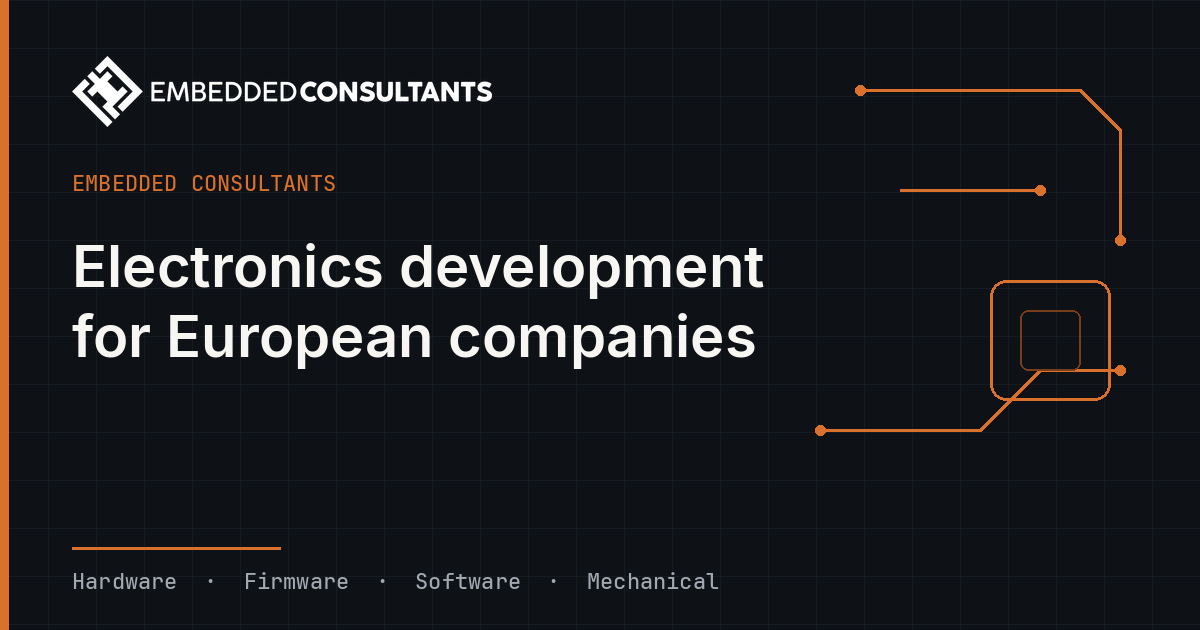 EMBEDDEDCONSULTANTS
EMBEDDED CONSULTANTS
Electronics development
for European companies
Hardware · Firmware · Software · Mechanical